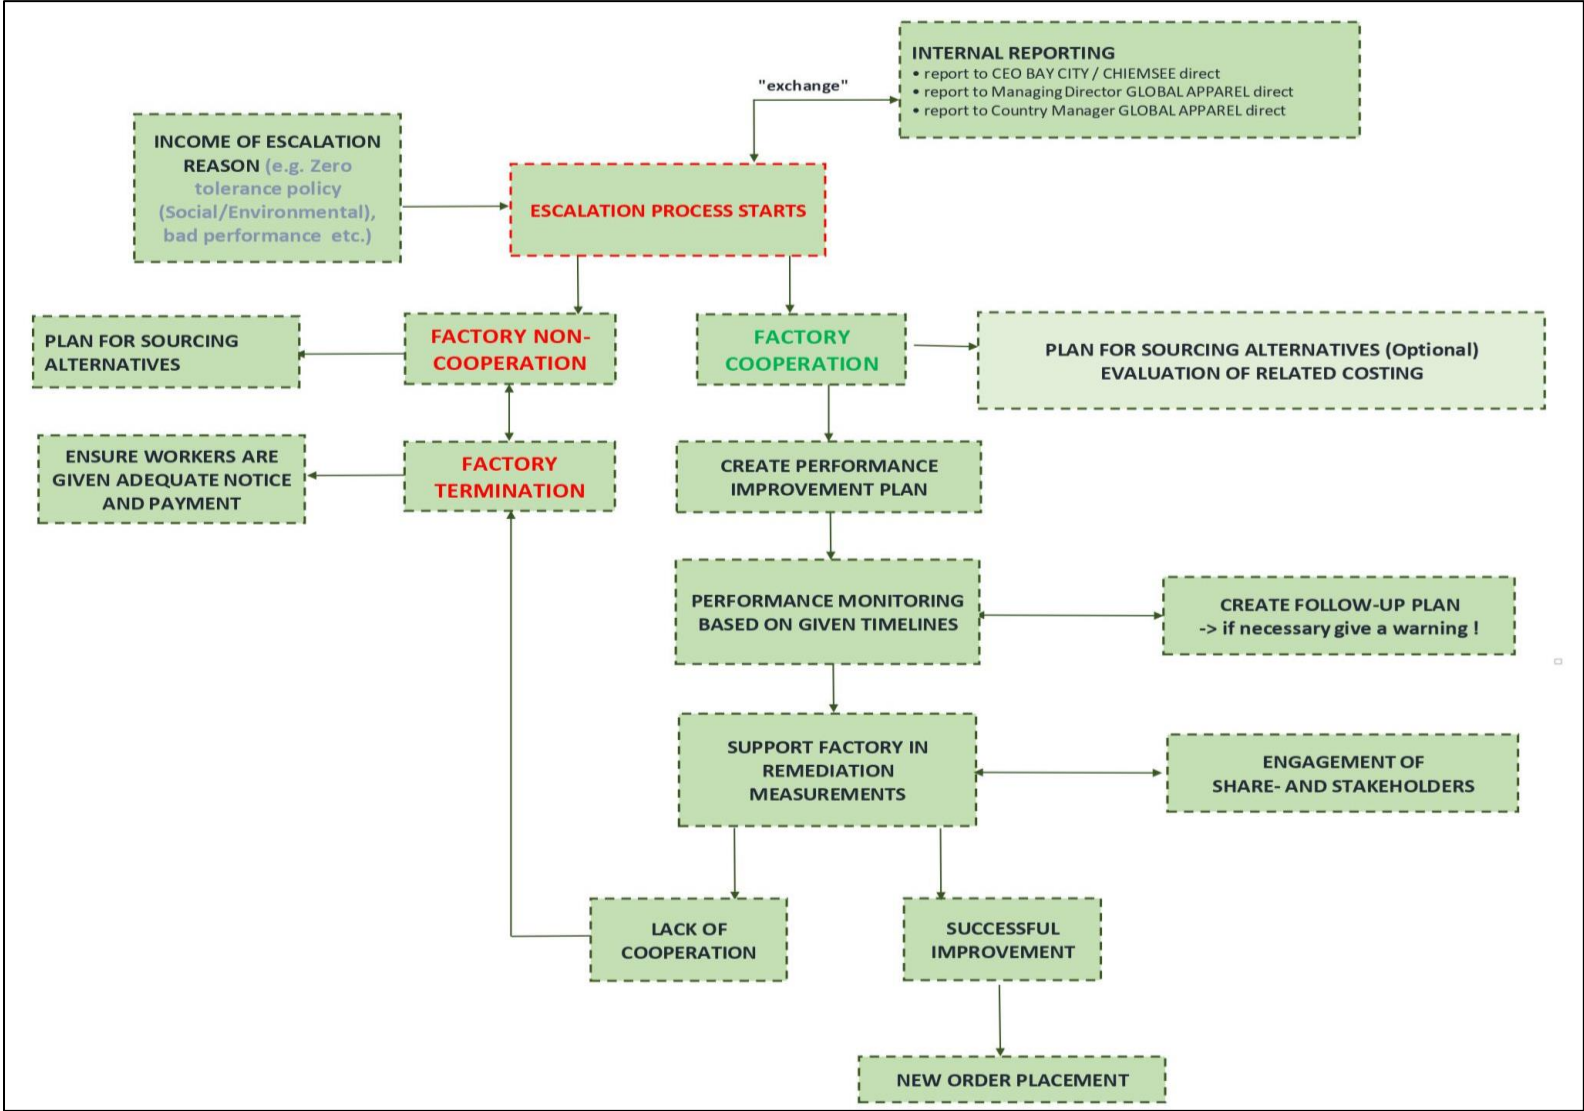 INTERNAL REPORTING
• report to CEO BAY CITY / CHIEMSEE direct
• report to Managing Director GLOBAL APPAREL direct
• report to Country Manager GLOBAL APPAREL direct
"exchange"
INCOME OF ESCALATION
REASON (e.g. Zero
tolerance policy
(Social/Environmental),
bad performance etc.)
ESCALATION PROCESS STARTS
PLAN FOR SOURCING
ALTERNATIVES
FACTORY NON-
COOPERATION
FACTORY
COOPERATION
PLAN FOR SOURCING ALTERNATIVES (Optional)
EVALUATION OF RELATED COSTING
ENSURE WORKERS ARE
GIVEN ADEQUATE NOTICE
AND PAYMENT
FACTORY
TERMINATION
CREATE PERFORMANCE
IMPROVEMENT PLAN
PERFORMANCE MONITORING
BASED ON GIVEN TIMELINES
CREATE FOLLOW-UP PLAN
-> if necessary give a warning !
SUPPORT FACTORY IN
REMEDIATION
MEASUREMENTS
ENGAGEMENT OF
SHARE- AND STAKEHOLDERS
LACK OF
COOPERATION
SUCCESSFUL
IMPROVEMENT
NEW ORDER PLACEMENT